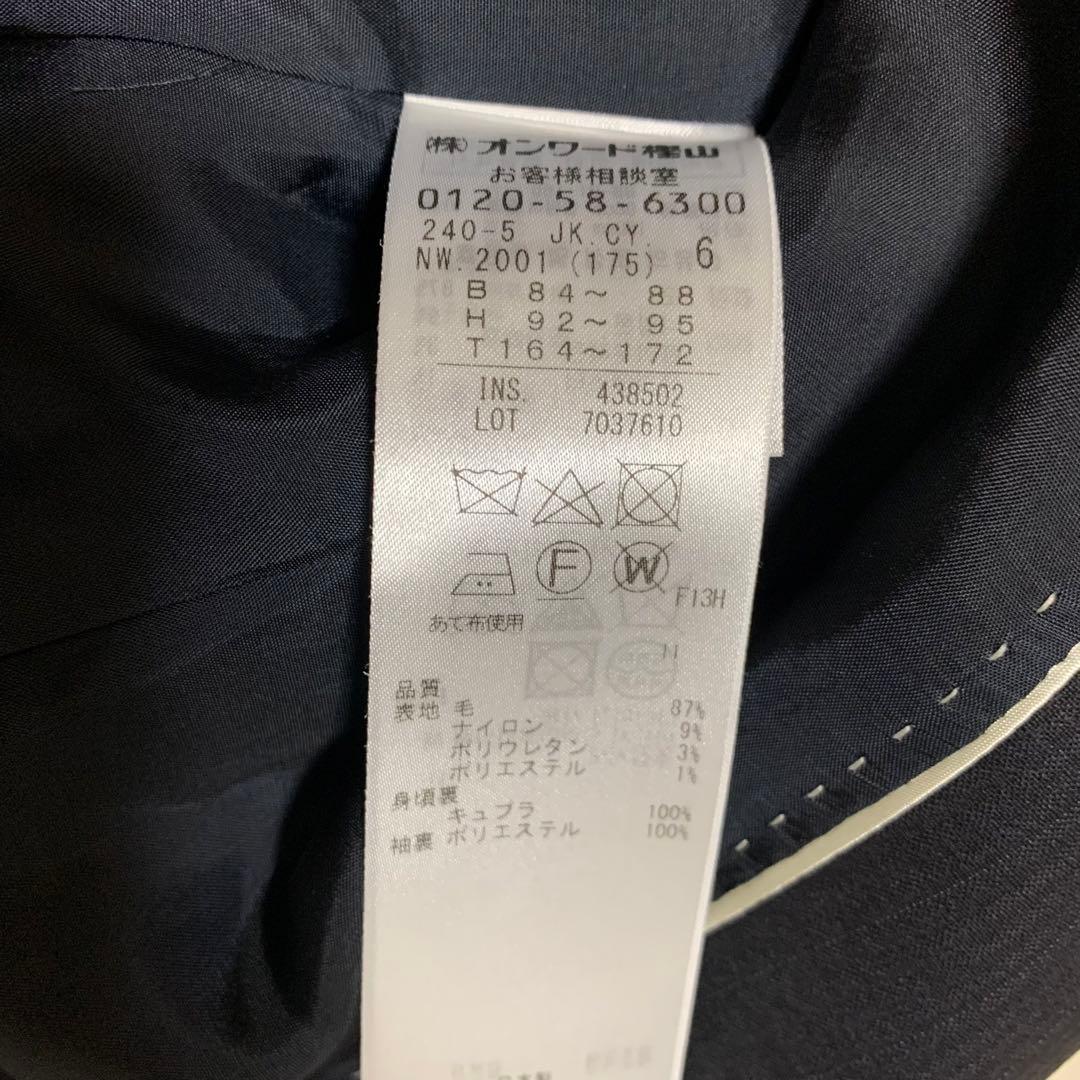 (株) オンワード樫山
お客様相談室
0120-58-6300
240-5 JK.CY. 6
NW.2001 (175)
B 84～ 88
H 92～ 95
T164～172
INS. 438502
LOT 7037610
F
W
F13H
あて布使用
品質
表地 毛 87%
ナイロン 9%
ポリウレタン 3%
ポリエステル 1%
身頃裏
キュプラ 100%
袖裏 ポリエステル 100%
日本製